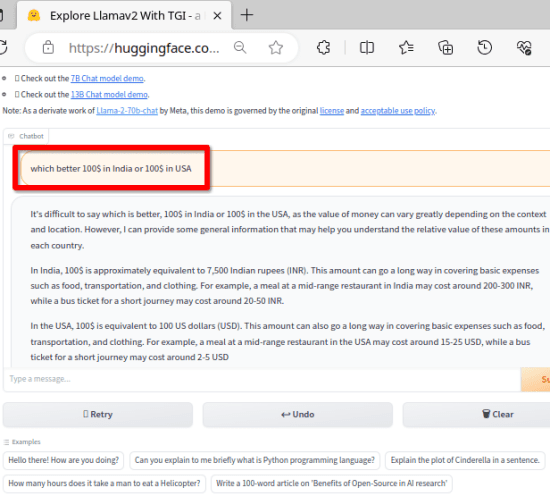 Explore Llamav2 With TGI - a
https://huggingface.co...
Check out the 7B Chat model demo.
Check out the 13B Chat model demo.
Note: As a derivate work of Llama-2-70b-chat by Meta, this demo is governed by the original license and acceptable use policy.
Chatbot
which better 100$ in India or 100$ in USA
It's difficult to say which is better, 100$ in India or 100$ in the USA, as the value of money can vary greatly depending on the context
and location. However, I can provide some general information that may help you understand the relative value of these amounts in
each country.
In India, 100$ is approximately equivalent to 7,500 Indian rupees (INR). This amount can go a long way in covering basic expenses
such as food, transportation, and clothing. For example, a meal at a mid-range restaurant in India may cost around 200-300 INR,
while a bus ticket for a short journey may cost around 20-50 INR.
In the USA, 100$ is equivalent to 100 US dollars (USD). This amount can also go a long way in covering basic expenses such as food,
transportation, and clothing. For example, a meal at a mid-range restaurant in the USA may cost around 15-25 USD, while a bus
ticket for a short journey may cost around 2-5 USD
Type a message...
Retry
Undo
Clear
Examples
Hello there! How are you doing?
Can you explain to me briefly what is Python programming language?
Explain the plot of Cinderella in a sentence.
How many hours does it take a man to eat a Helicopter?
Write a 100-word article on 'Benefits of Open-Source in AI research'